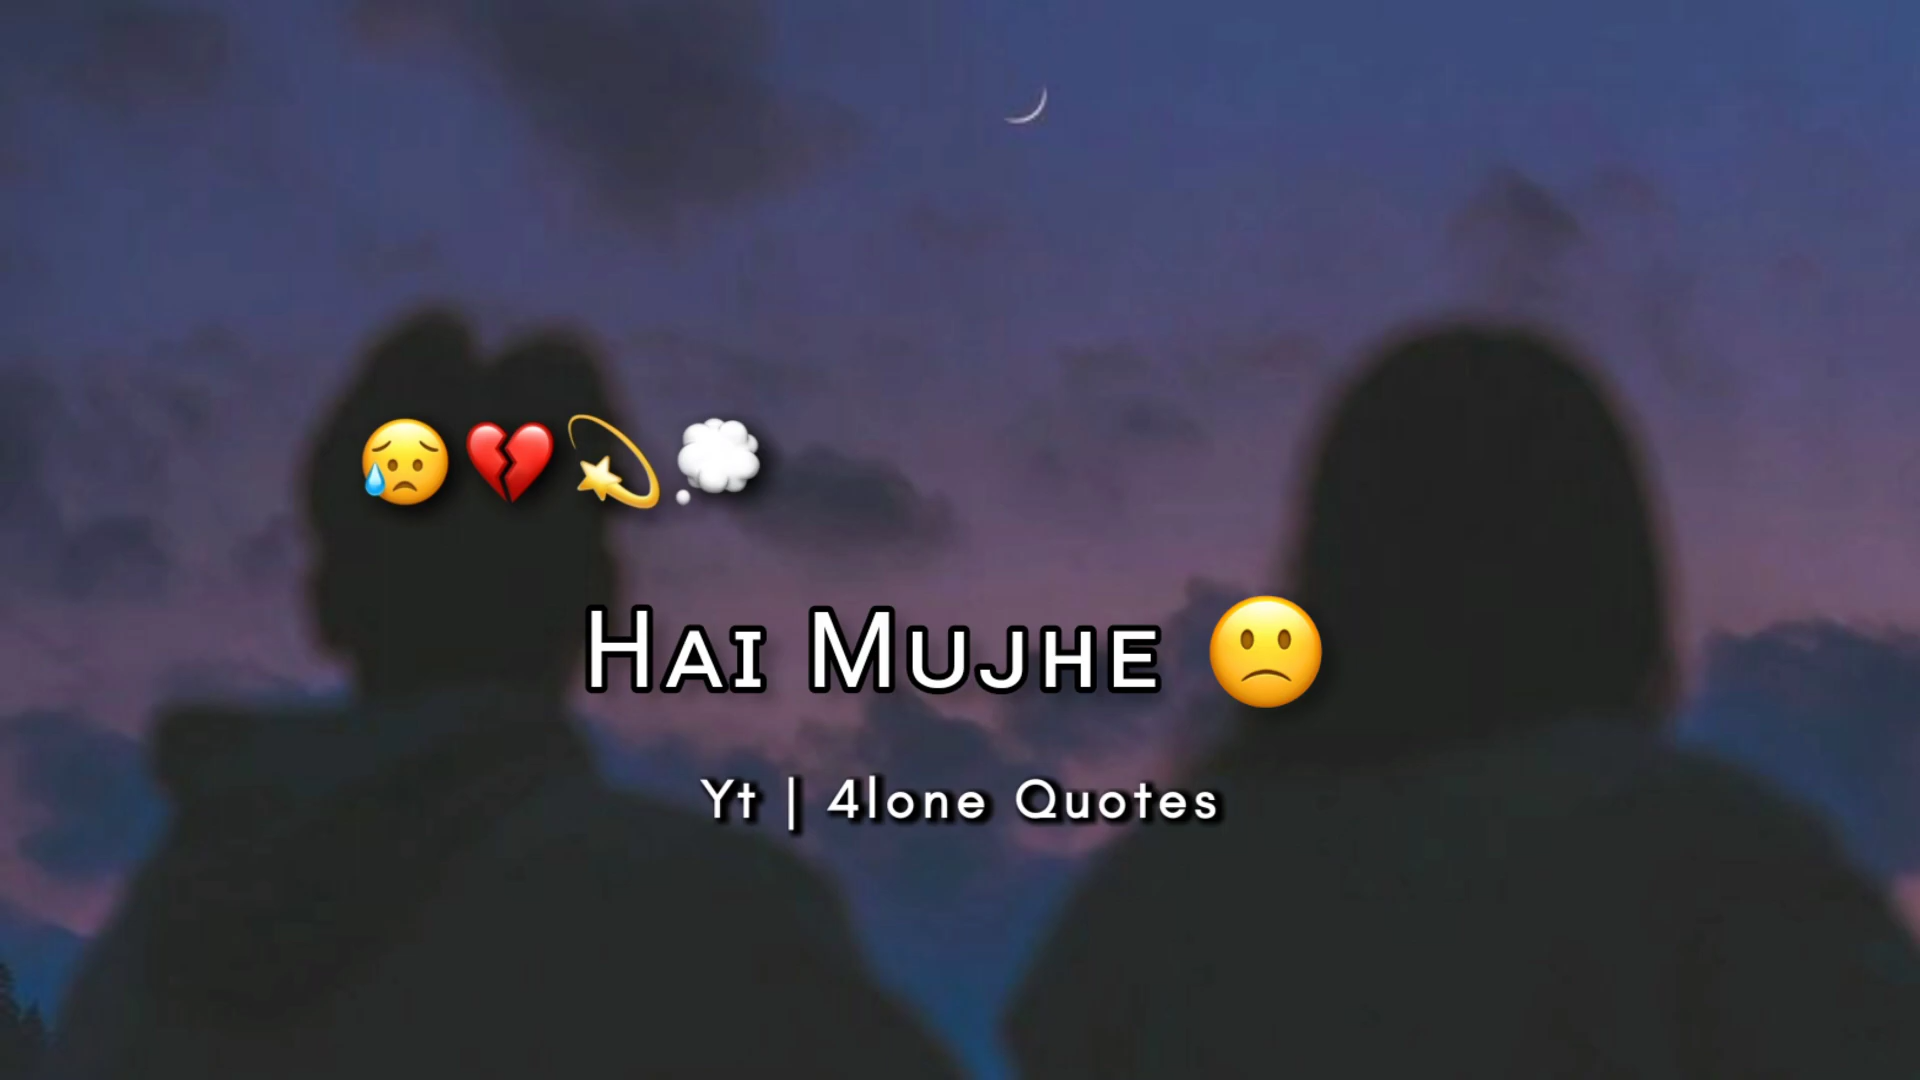 😥💔💫💭
Hai Mujhe 🙁
Yt | 4lone Quotes